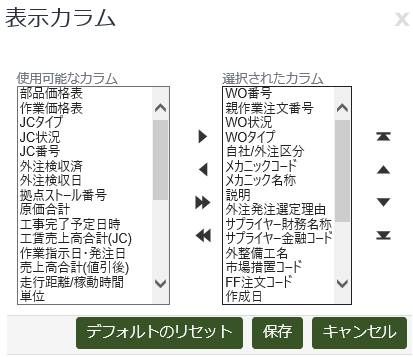 表示カラム
x
使用可能なカラム
部品価格表
作業価格表
JCタイプ
JC状況
JC番号
外注検収済
外注検収日
拠点ストール番号
原価合計
工事完了予定日時
工賃売上高合計(JC)
作業指示日・発注日
売上高合計(値引後)
走行距離/稼動時間
単位
選択されたカラム
WO番号
親作業注文番号
WO状況
WOタイプ
自社/外注区分
メカニックコード
メカニック名称
説明
外注発注選定理由
サプライヤー財務名称
サプライヤー金融コード
外整備工名
市場措置コード
FF注文コード
作成日
デフォルトのリセット
保存
キャンセル